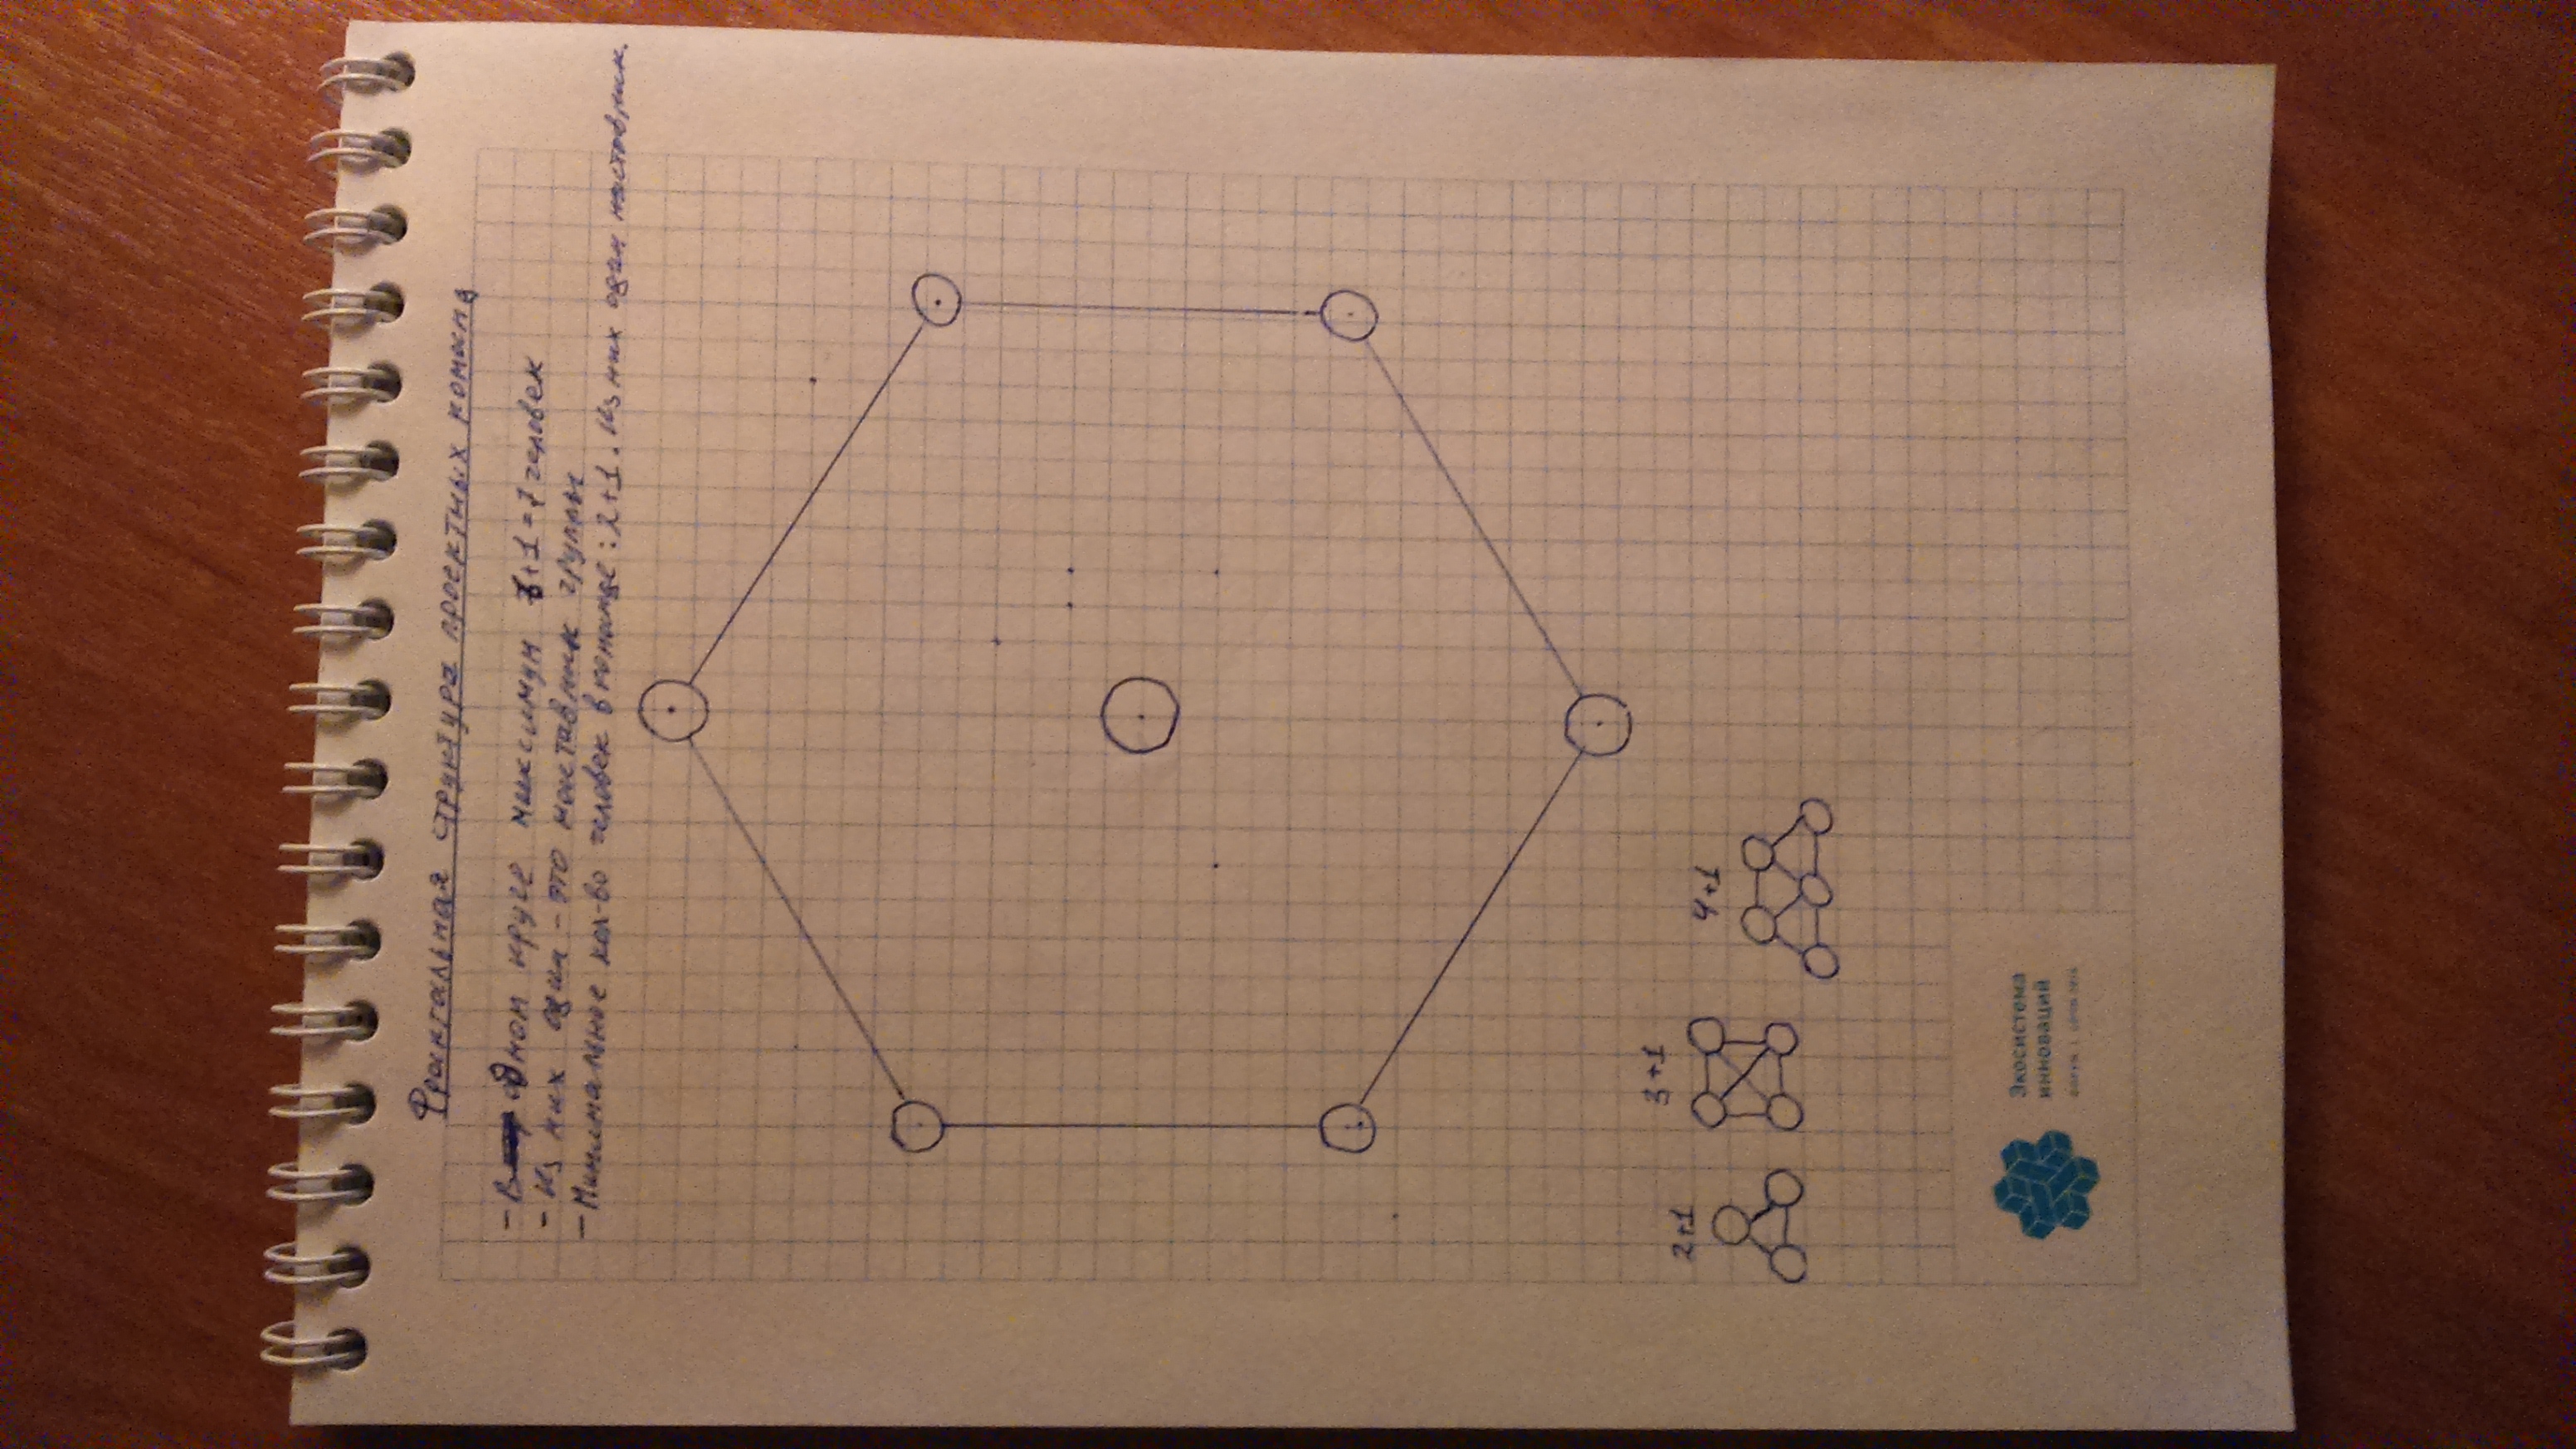 Фрактальная структура проектных команд
- В одном круге максимум 6+1=7 человек
- Из них один - это наставник группы
- Минимальное кол-во человек в команде: 2+1. Из них один наставник.
2+1
3+1
4+1
Экосистема
инноваций